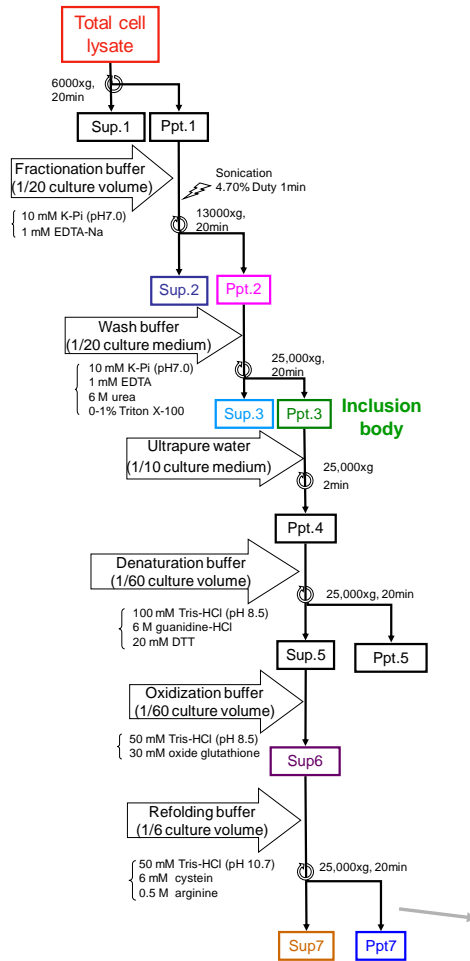 Total cell
lysate
6000xg,
20min
Sup.1
Ppt.1
Fractionation buffer
(1/20 culture volume)
Sonication
4.70% Duty 1min
10 mM K-Pi (pH7.0)
1 mM EDTA-Na
13000xg,
20min
Sup.2
Ppt.2
Wash buffer
(1/20 culture medium)
10 mM K-Pi (pH7.0)
1 mM EDTA
6 M urea
0-1% Triton X-100
25,000xg,
20min
Sup.3
Ppt.3
Inclusion
body
Ultrapure water
(1/10 culture medium)
25,000xg
2min
Ppt.4
Denaturation buffer
(1/60 culture volume)
25,000xg, 20min
100 mM Tris-HCl (pH 8.5)
6 M guanidine-HCl
20 mM DTT
Sup.5
Ppt.5
Oxidization buffer
(1/60 culture volume)
50 mM Tris-HCl (pH 8.5)
30 mM oxide glutathione
Sup6
Refolding buffer
(1/6 culture volume)
25,000xg, 20min
50 mM Tris-HCl (pH 10.7)
6 mM cystein
0.5 M arginine
Sup7
Ppt7